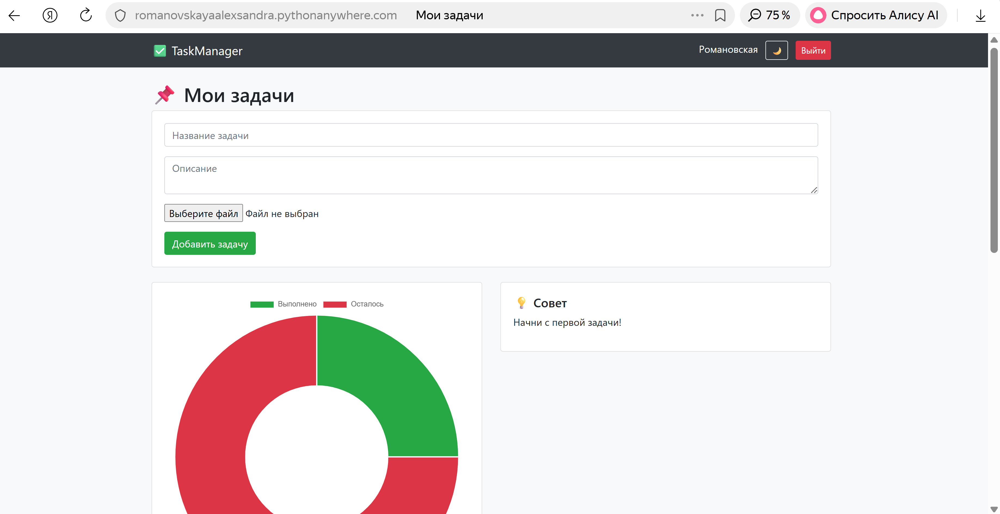 romanovskayaalexsandra.pythonanywhere.com Мои задачи 75 % Спросить Алису AI
TaskManager Романовская Выйти
Мои задачи
Название задачи
Описание
Выберите файл Файл не выбран
Добавить задачу
Выполнено Осталось
Совет
Начни с первой задачи!